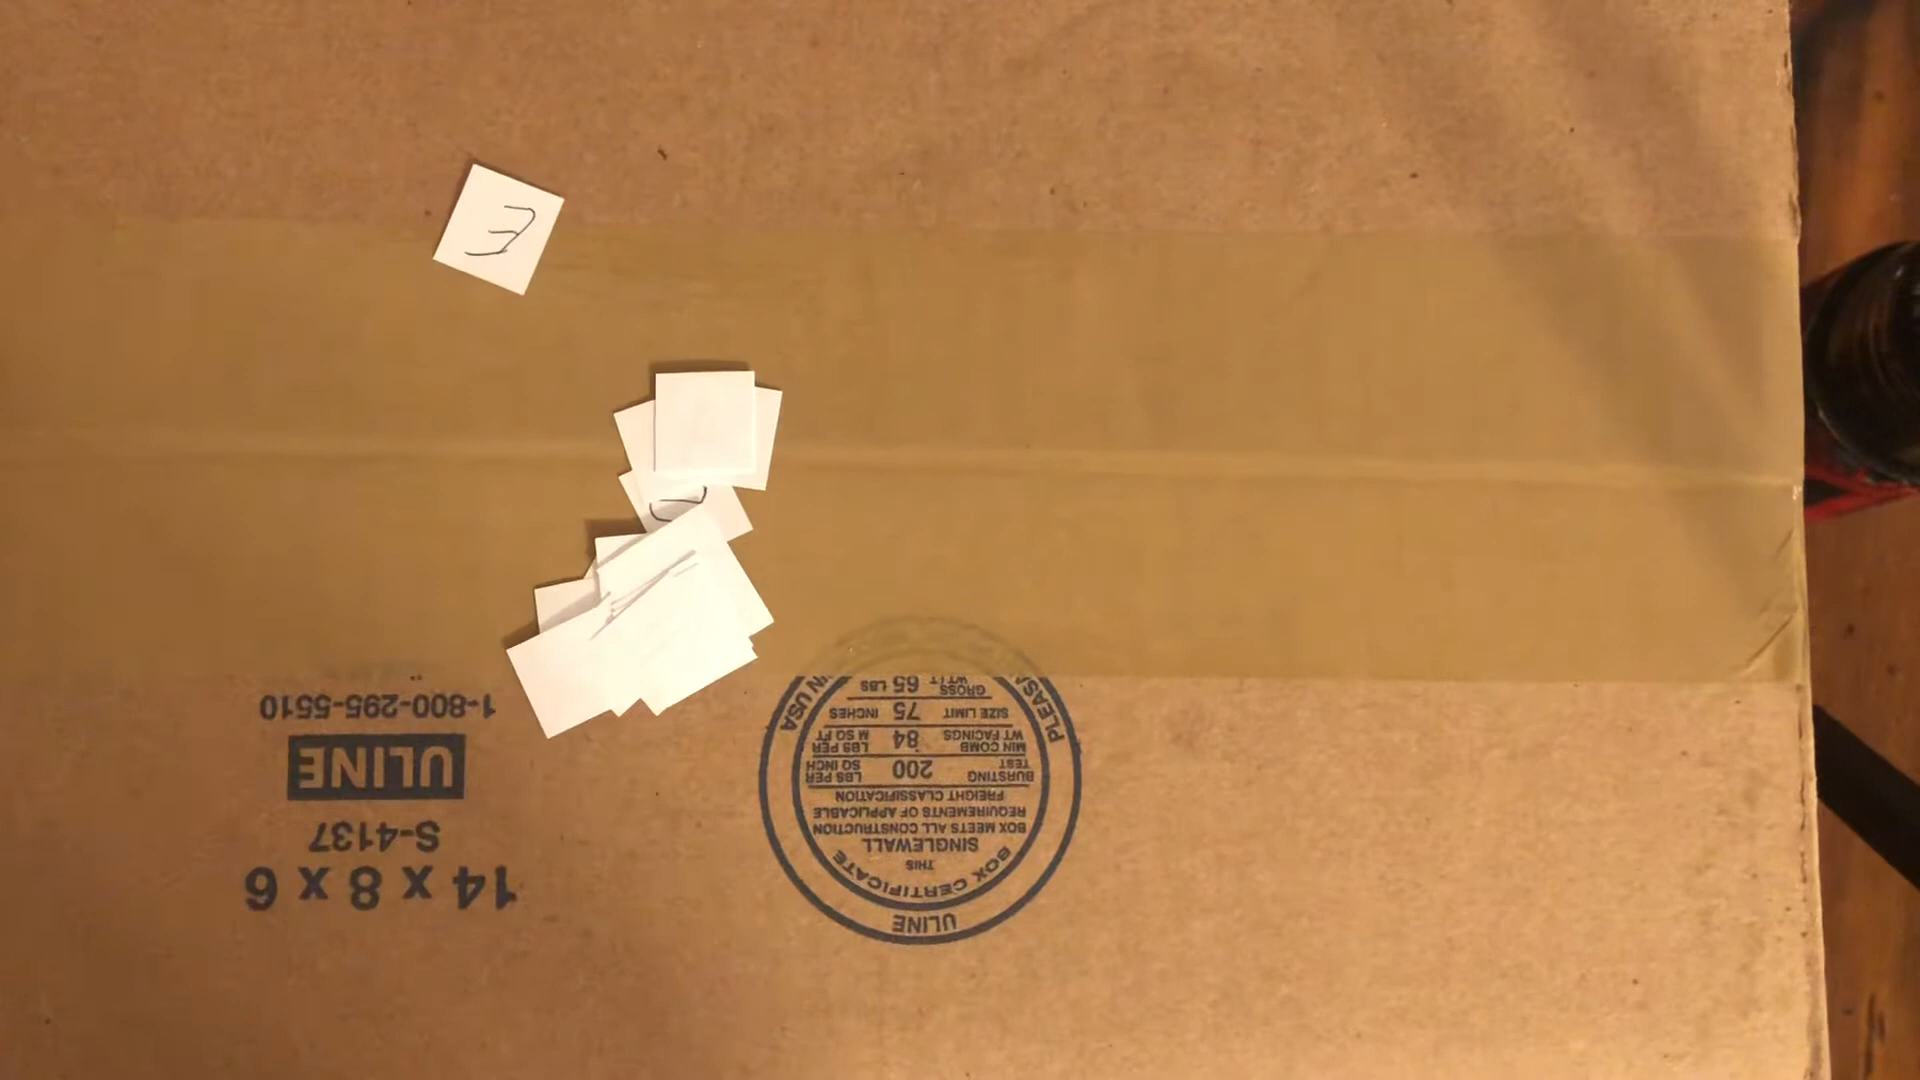 ULINE
BOX CERTIFICATE
THIS
SINGLEWALL
BOX MEETS ALL CONSTRUCTION
REQUIREMENTS OF APPLICABLE
FREIGHT CLASSIFICATION
BURSTING TEST 200 LBS PER SQ INCH
MIN COMB WT FACINGS 84 LBS PER M SQ FT
SIZE LIMIT 75 INCHES
GROSS WT LT 65 LBS
USA
14 x 8 x 6
S-4137
ULINE
1-800-295-5510
E